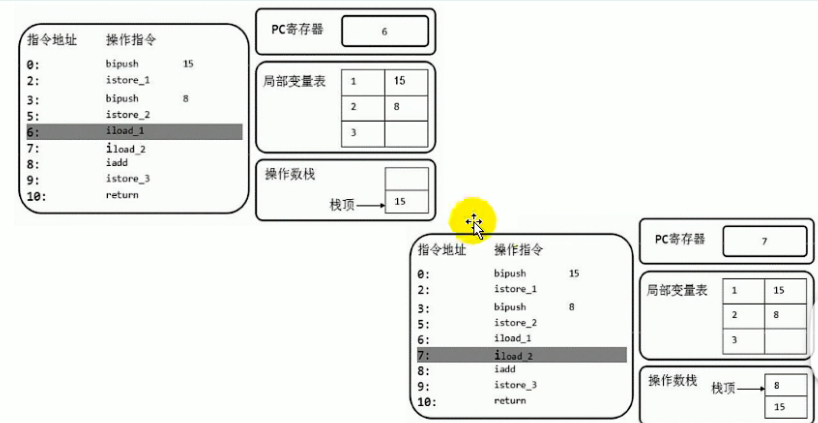 指令地址 操作指令
0: bipush 15
2: istore_1
3: bipush 8
5: istore_2
6: iload_1
7: iload_2
8: iadd
9: istore_3
10: return
PC寄存器 6
局部变量表
1 15
2 8
3
操作数栈
栈顶 15
指令地址 操作指令
0: bipush 15
2: istore_1
3: bipush 8
5: istore_2
6: iload_1
7: iload_2
8: iadd
9: istore_3
10: return
PC寄存器 7
局部变量表
1 15
2 8
3
操作数栈 栈顶 8
15